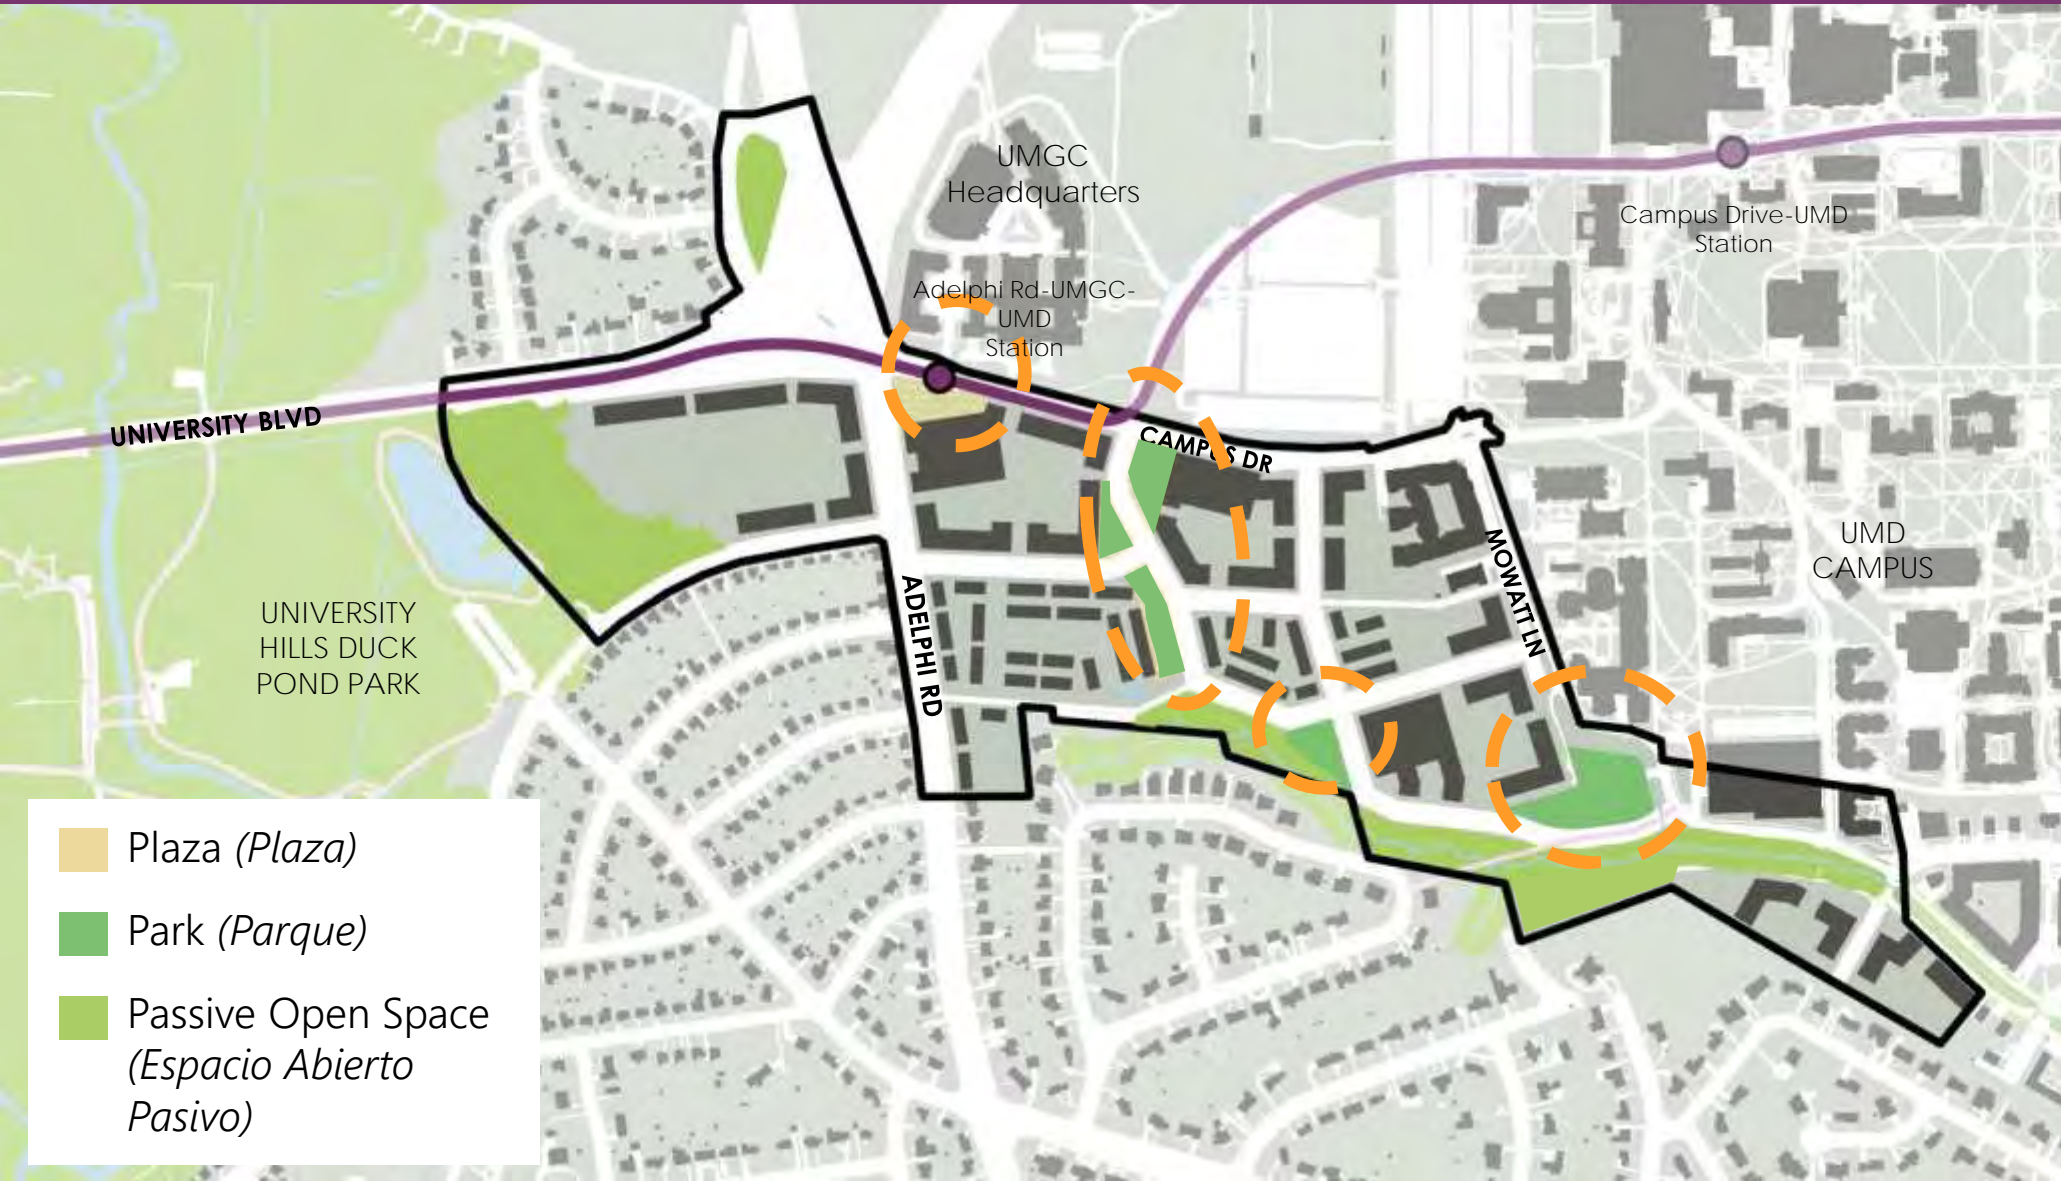 UMGC
Headquarters
Campus Drive-UMD
Station
Adelphi Rd-UMGC-
UMD
Station
UNIVERSITY BLVD
CAMPUS DR
MOWATT LN
UMD
CAMPUS
ADELPHI RD
UNIVERSITY
HILLS DUCK
POND PARK
Plaza (Plaza)
Park (Parque)
Passive Open Space
(Espacio Abierto
Pasivo)